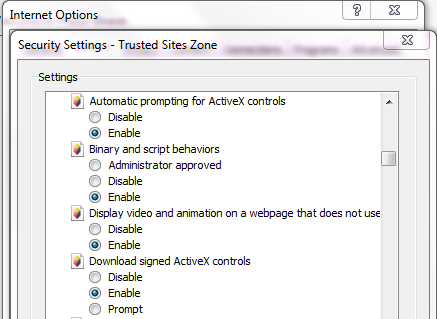 Internet Options
Security Settings - Trusted Sites Zone
Settings
Automatic prompting for ActiveX controls
Disable
Enable
Binary and script behaviors
Administrator approved
Disable
Enable
Display video and animation on a webpage that does not use
Disable
Enable
Download signed ActiveX controls
Disable
Enable
Prompt